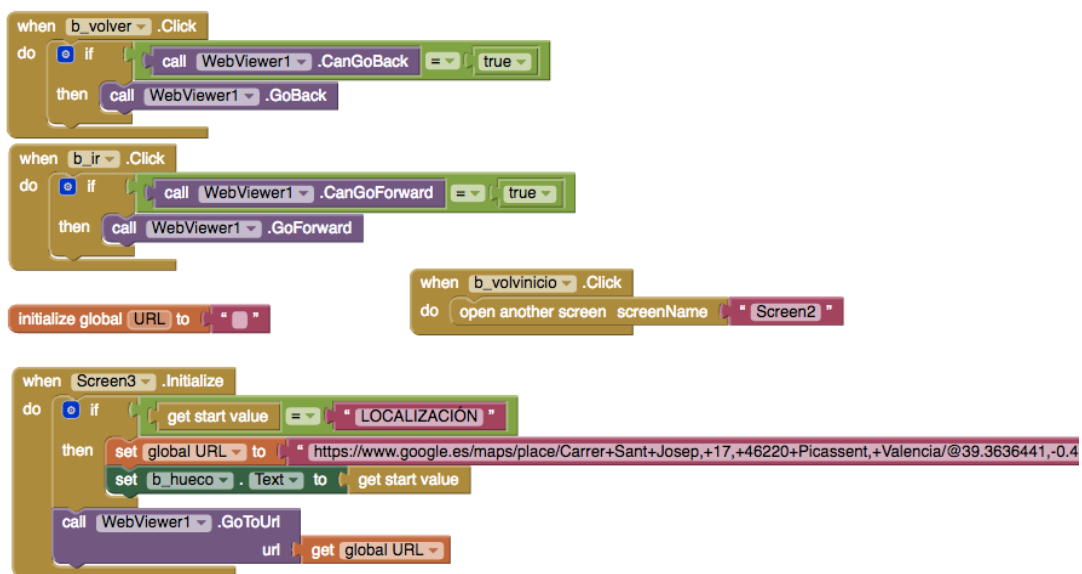 when b_volver .Click
do if call WebViewer1 .CanGoBack = true
then call WebViewer1 .GoBack
when b_ir .Click
do if call WebViewer1 .CanGoForward = true
then call WebViewer1 .GoForward
when b_volvinicio .Click
do open another screen screenName " Screen2 "
initialize global URL to " "
when Screen3 .Initialize
do if get start value = " LOCALIZACIÓN "
then set global URL to " https://www.google.es/maps/place/Carrer+Sant+Josep,+17,+46220+Picassent,+Valencia/@39.3636441,-0.4
set b_hueco . Text to get start value
call WebViewer1 .GoToUrl
url get global URL